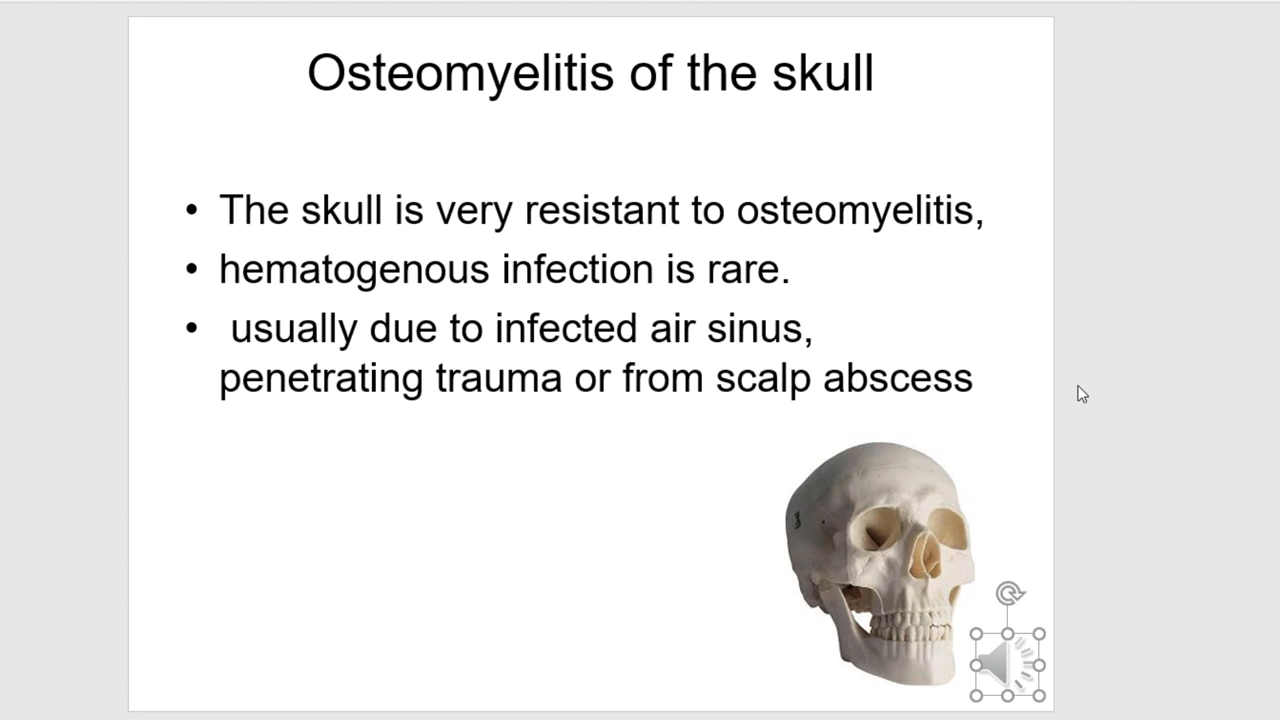 Osteomyelitis of the skull
• The skull is very resistant to osteomyelitis,
• hematogenous infection is rare.
• usually due to infected air sinus,
penetrating trauma or from scalp abscess